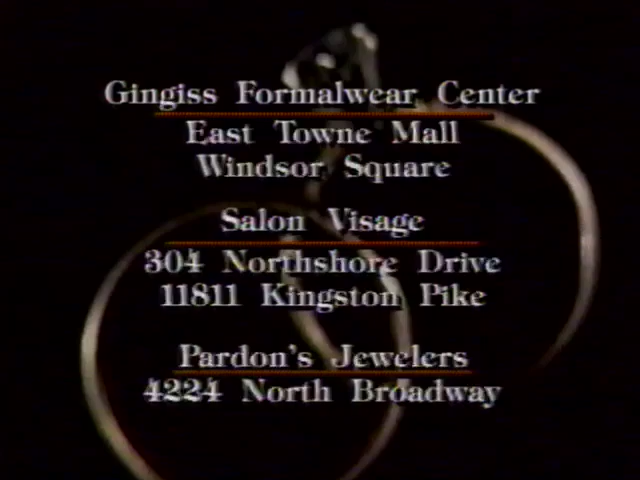 Gingiss Formalwear Center
East Towne Mall
Windsor Square
Salon Visage
304 Northshore Drive
11811 Kingston Pike
Pardon's Jewelers
4224 North Broadway